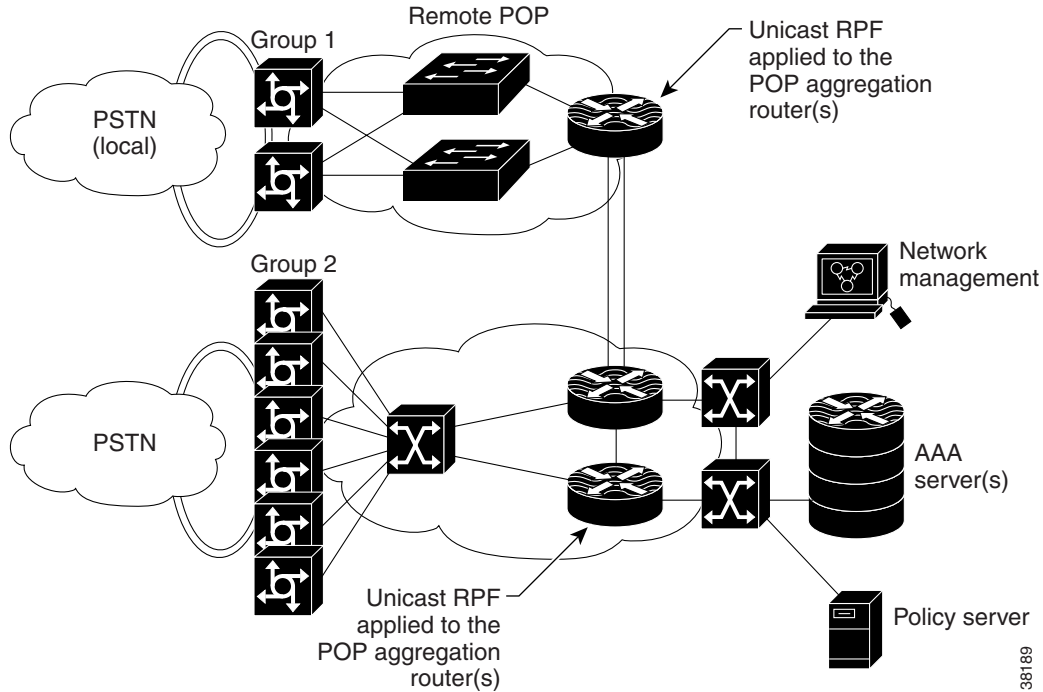 Remote POP
Group 1
Unicast RPF
applied to the
POP aggregation
router(s)
PSTN
(local)
Group 2
Network
management
PSTN
AAA
server(s)
Unicast RPF
applied to the
POP aggregation
router(s)
Policy server
38189